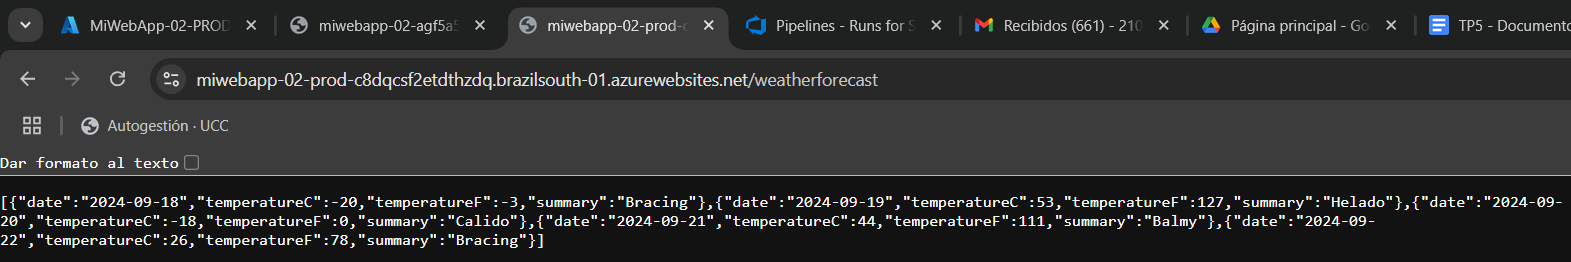 MiWebApp-02-PROD
miwebapp-02-agf5a5
miwebapp-02-prod-c
Pipelines - Runs for S
Recibidos (661) - 210
Página principal - Go
TP5 - Documento
miwebapp-02-prod-c8dqcsf2etdthzdq.brazilsouth-01.azurewebsites.net/weatherforecast
Autogestión · UCC
Dar formato al texto
[{"date":"2024-09-18","temperatureC":-20,"temperatureF":-3,"summary":"Bracing"},{"date":"2024-09-19","temperatureC":53,"temperatureF":127,"summary":"Helado"},{"date":"2024-09-
20","temperatureC":-18,"temperatureF":0,"summary":"Calido"},{"date":"2024-09-21","temperatureC":44,"temperatureF":111,"summary":"Balmy"},{"date":"2024-09-
22","temperatureC":26,"temperatureF":78,"summary":"Bracing"}]